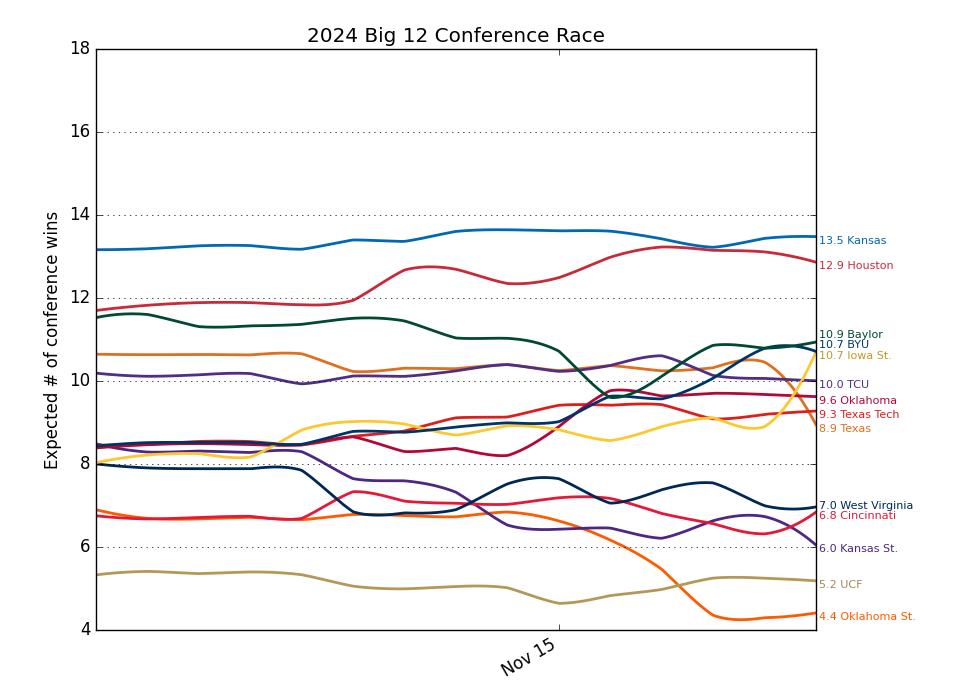 2024 Big 12 Conference Race
Expected # of conference wins
18
16
14
12
10
8
6
4
Nov 15
13.5 Kansas
12.9 Houston
10.9 Baylor
10.7 BYU
10.7 Iowa St.
10.0 TCU
9.6 Oklahoma
9.3 Texas Tech
8.9 Texas
7.0 West Virginia
6.8 Cincinnati
6.0 Kansas St.
5.2 UCF
4.4 Oklahoma St.